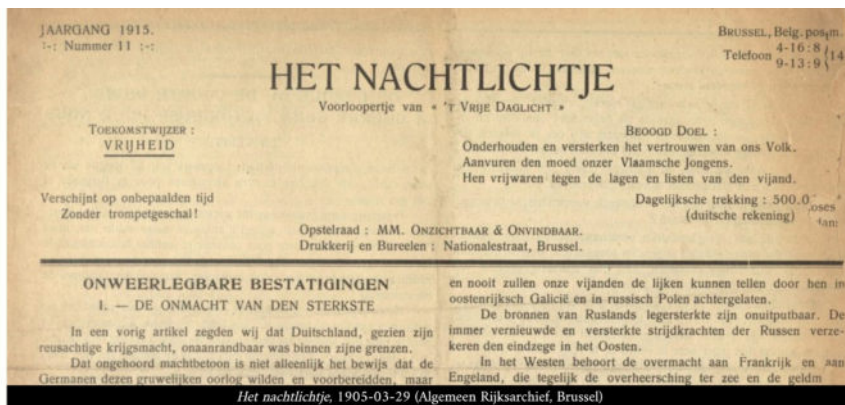 JAARGANG 1915.
:-: Nummer 11 :-:
BRUSSEL, Belg. pos. m.
Telefoon 4-16:8 / 9-13:9 (14
HET NACHTLICHTJE
Voorloopertje van « 'T VRIJE DAGLICHT »
TOEKOMSTWIJZER :
VRIJHEID
Verschijnt op onbepaalden tijd
Zonder trompetgeschal !
BEOOGD DOEL :
Onderhouden en versterken het vertrouwen van ons Volk.
Aanvuren den moed onzer Vlaamsche Jongens.
Hen vrijwaren tegen de lagen en listen van den vijand.
Dagelijksche trekking : 500.0
(duitsche rekening)
Opstelraad : MM. ONZICHTBAAR & ONVINDBAAR.
Drukkerij en Bureelen : Nationalestraat, Brussel.
ONWEERLEGBARE BESTATIGINGEN
I. — DE ONMACHT VAN DEN STERKSTE
In een vorig artikel zegden wij dat Duitschland, gezien zijn
reusachtige krijgsmacht, onaanrandbaar was binnen zijne grenzen.
Dat ongehoord machtbetoon is niet alleenlijk het bewijs dat de
Germanen dezen gruwelijken oorlog wilden en voorbereidden, maar
en nooit zullen onze vijanden de lijken kunnen tellen door hen in
oostenrijksch Galicië en in russisch Polen achtergelaten.
De bronnen van Ruslands legersterkte zijn onuitputbaar. De
immer vernieuwde en versterkte strijdkrachten der Russen verze-
keren den eindzege in het Oosten.
In het Westen behoort de overmacht aan Frankrijk en aan
Engeland, die tegelijk de overheersching ter zee en de geldm
Het nachtlichtje, 1905-03-29 (Algemeen Rijksarchief, Brussel)